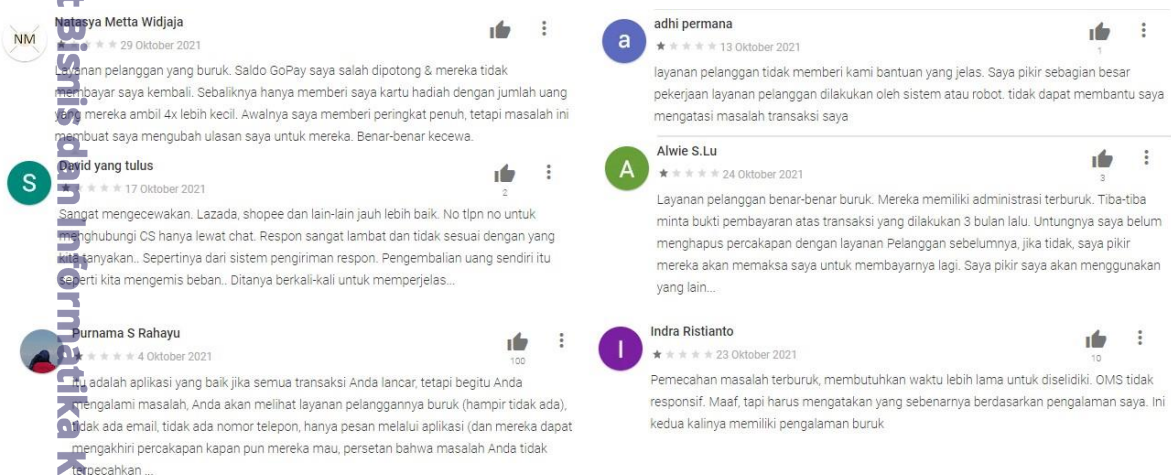 Natasya Metta Widjaja
NM
29 Oktober 2021
Layanan pelanggan yang buruk. Saldo GoPay saya salah dipotong & mereka tidak
membayar saya kembali. Sebaliknya hanya memberi saya kartu hadiah dengan jumlah uang
yang mereka ambil 4x lebih kecil. Awalnya saya memberi peringkat penuh, tetapi masalah ini
membuat saya mengubah ulasan saya untuk mereka. Benar-benar kecewa.
David yang tulus
S
17 Oktober 2021
2
Sangat mengecewakan. Lazada, shopee dan lain-lain jauh lebih baik. No tlpn no untuk
menghubungi CS hanya lewat chat. Respon sangat lambat dan tidak sesuai dengan yang
kita tanyakan.. Sepertinya dari sistem pengiriman respon. Pengembalian uang sendiri itu
seperti kita mengemis beban.. Ditanya berkali-kali untuk memperjelas...
Purnama S Rahayu
4 Oktober 2021
100
Itu adalah aplikasi yang baik jika semua transaksi Anda lancar, tetapi begitu Anda
mengalami masalah, Anda akan melihat layanan pelanggannya buruk (hampir tidak ada),
tidak ada email, tidak ada nomor telepon, hanya pesan melalui aplikasi (dan mereka dapat
mengakhiri percakapan kapan pun mereka mau, persetan bahwa masalah Anda tidak
terpecahkan ...
adhi permana
a
13 Oktober 2021
1
layanan pelanggan tidak memberi kami bantuan yang jelas. Saya pikir sebagian besar
pekerjaan layanan pelanggan dilakukan oleh sistem atau robot. tidak dapat membantu saya
mengatasi masalah transaksi saya
Alwie S.Lu
A
24 Oktober 2021
3
Layanan pelanggan benar-benar buruk. Mereka memiliki administrasi terburuk. Tiba-tiba
minta bukti pembayaran atas transaksi yang dilakukan 3 bulan lalu. Untungnya saya belum
menghapus percakapan dengan layanan Pelanggan sebelumnya, jika tidak, saya pikir
mereka akan memaksa saya untuk membayarnya lagi. Saya pikir saya akan menggunakan
yang lain...
Indra Ristianto
I
23 Oktober 2021
10
Pemecahan masalah terburuk, membutuhkan waktu lebih lama untuk diselidiki. OMS tidak
responsif. Maaf, tapi harus mengatakan yang sebenarnya berdasarkan pengalaman saya. Ini
kedua kalinya memiliki pengalaman buruk
Bisnis dan Informatika K